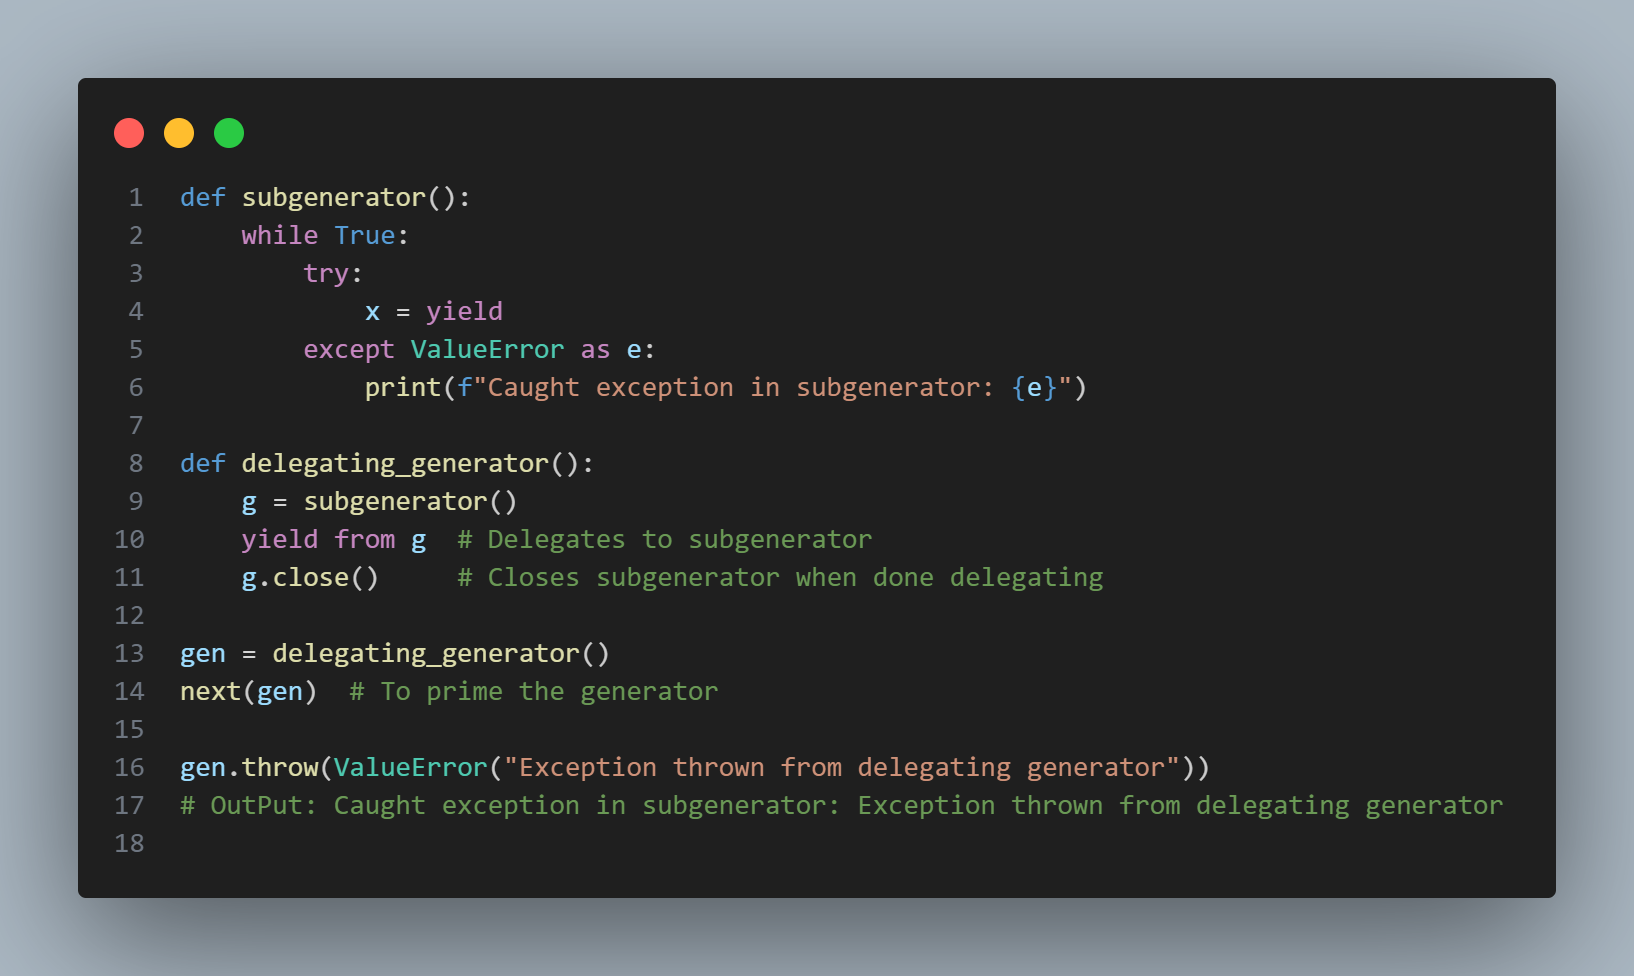 1 def subgenerator():
2     while True:
3         try:
4             x = yield
5         except ValueError as e:
6             print(f"Caught exception in subgenerator: {e}")
7
8 def delegating_generator():
9     g = subgenerator()
10     yield from g  # Delegates to subgenerator
11     g.close()     # Closes subgenerator when done delegating
12
13 gen = delegating_generator()
14 next(gen)  # To prime the generator
15
16 gen.throw(ValueError("Exception thrown from delegating generator"))
17 # OutPut: Caught exception in subgenerator: Exception thrown from delegating generator
18